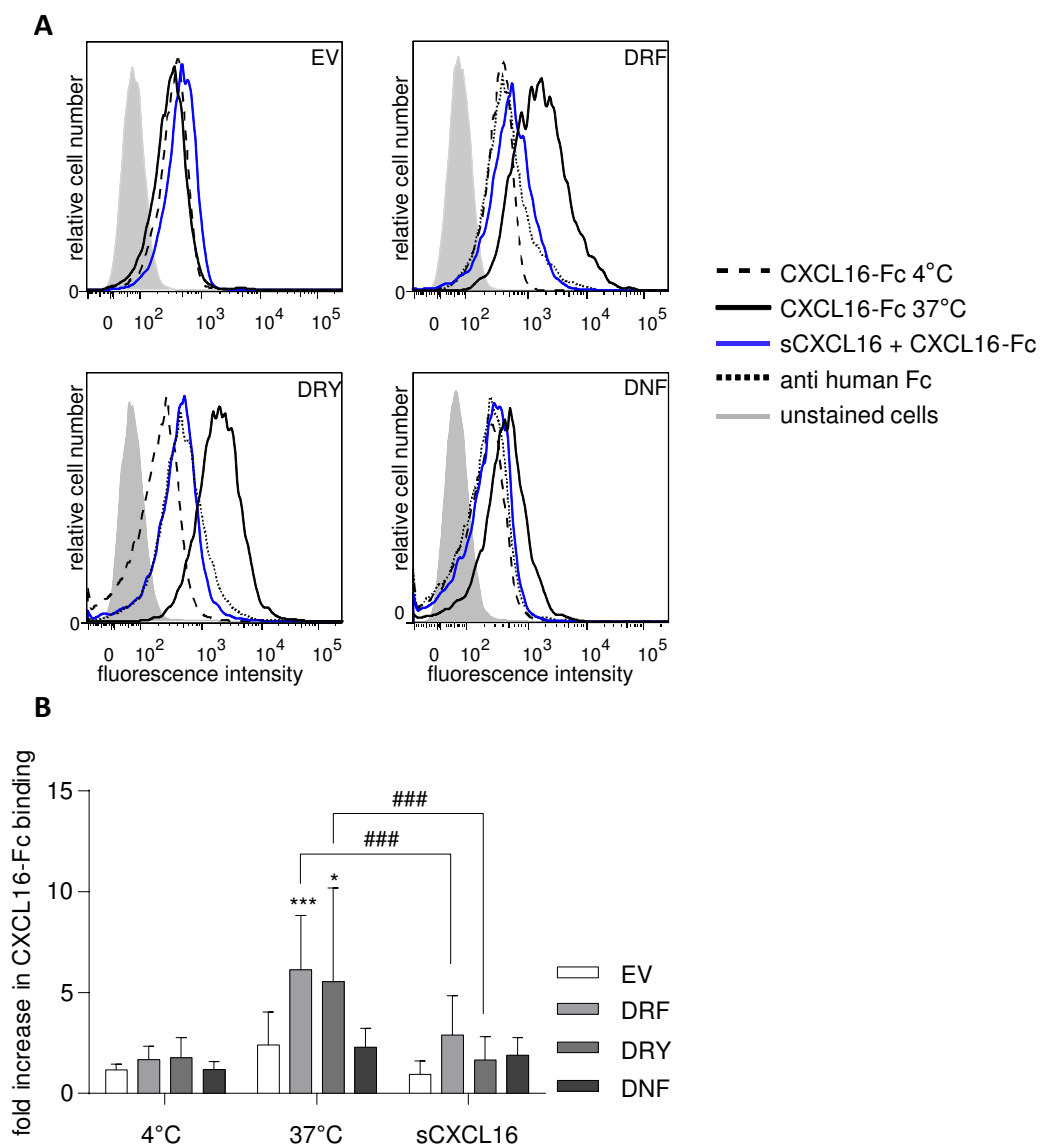 A
EV
relative cell number
0
0 10² 10³ 10⁴ 10⁵
DRF
relative cell number
0
0 10² 10³ 10⁴ 10⁵
DRY
relative cell number
0
0 10² 10³ 10⁴ 10⁵
fluorescence intensity
DNF
relative cell number
0
0 10² 10³ 10⁴ 10⁵
fluorescence intensity
CXCL16-Fc 4°C
CXCL16-Fc 37°C
sCXCL16 + CXCL16-Fc
anti human Fc
unstained cells
B
fold increase in CXCL16-Fc binding
15
10
5
0
###
###
***
*
4°C 37°C sCXCL16
EV
DRF
DRY
DNF